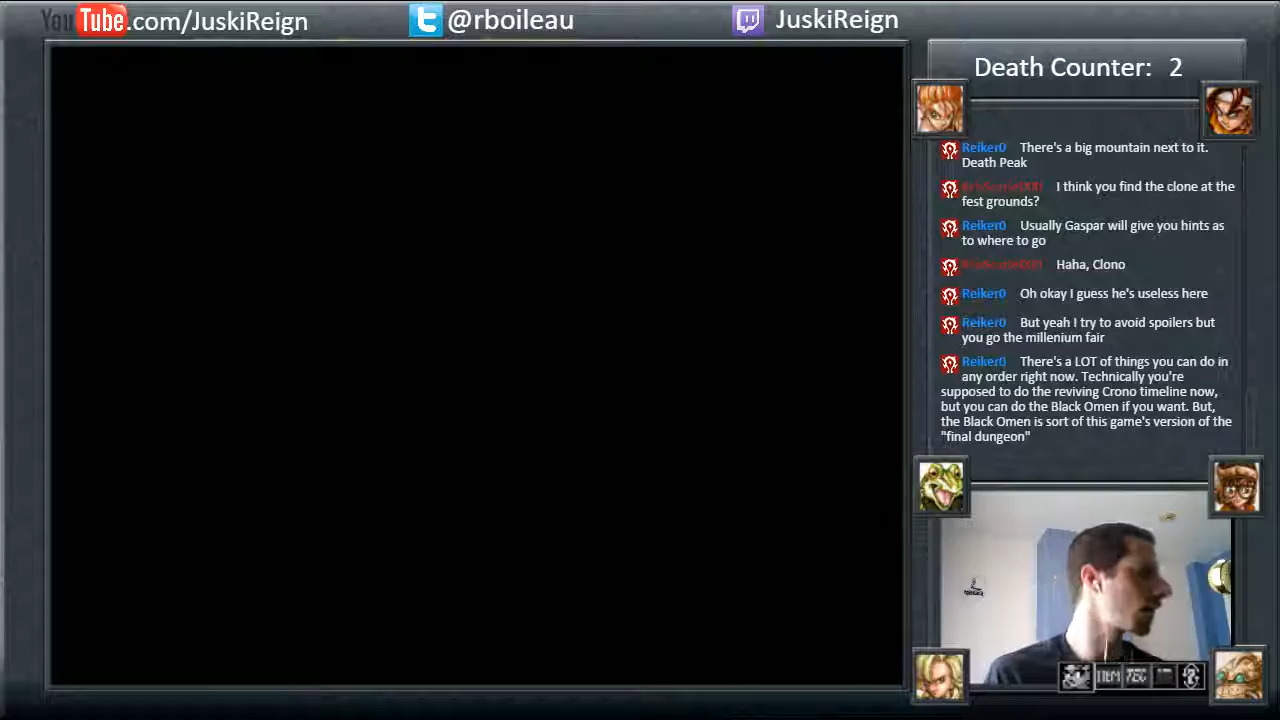 YouTube.com/JuskiReign
@rboileau
JuskiReign
Death Counter: 2
Reiker0 There's a big mountain next to it.
Death Peak
I think you find the clone at the
fest grounds?
Reiker0 Usually Gaspar will give you hints as
to where to go
Haha, Clono
Reiker0 Oh okay I guess he's useless here
Reiker0 But yeah I try to avoid spoilers but
you go the millenium fair
Reiker0 There's a LOT of things you can do in
any order right now. Technically you're
supposed to do the reviving Crono timeline now,
but you can do the Black Omen if you want. But,
the Black Omen is sort of this game's version of the
"final dungeon"
ITEM